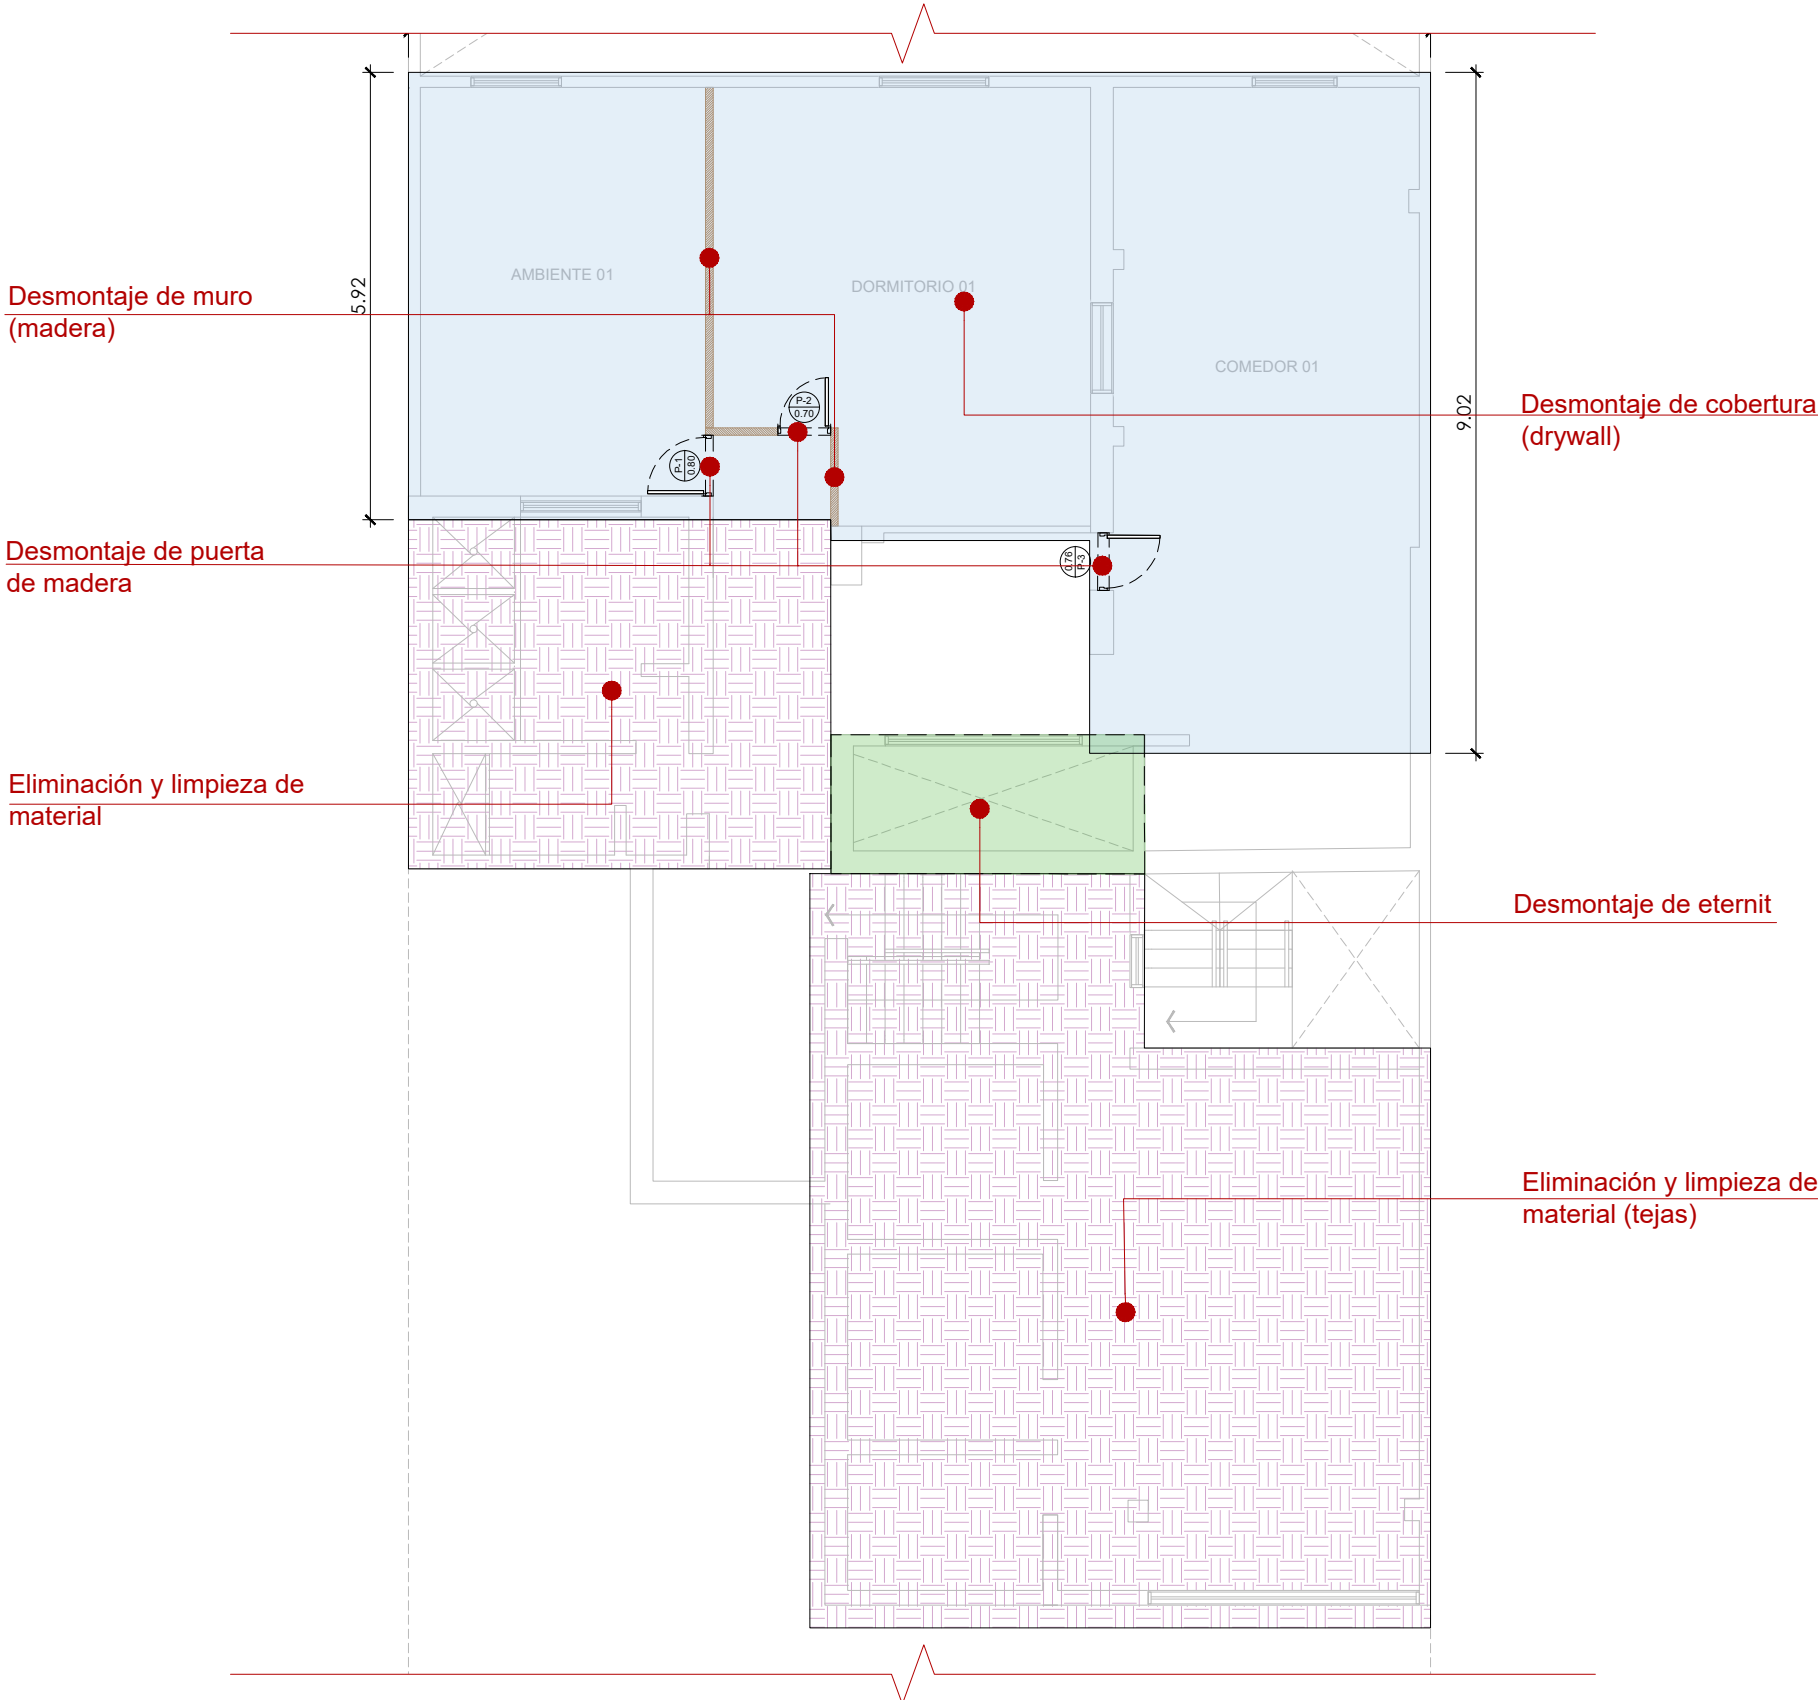 AMBIENTE 01
DORMITORIO 01
COMEDOR 01
5.92
9.02
Desmontaje de muro
(madera)
P-2
0.70
P-1
0.80
Desmontaje de cobertura
(drywall)
Desmontaje de puerta
de madera
0.76
P-3
Eliminación y limpieza de
material
Desmontaje de eternit
Eliminación y limpieza de
material (tejas)